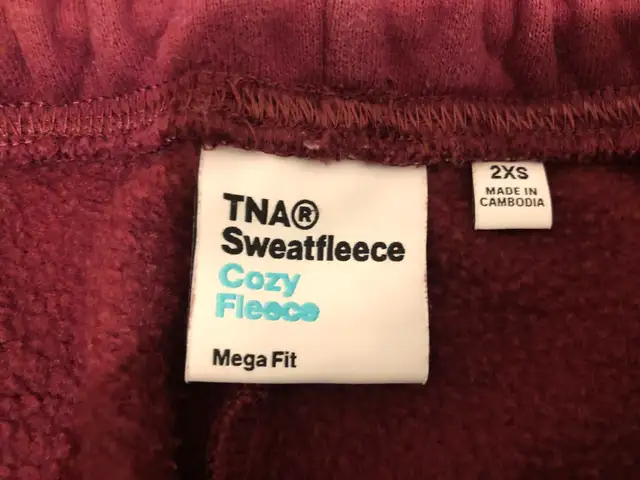 TNA®
Sweatfleece
Cozy
Fleece
Mega Fit
2XS
MADE IN
CAMBODIA